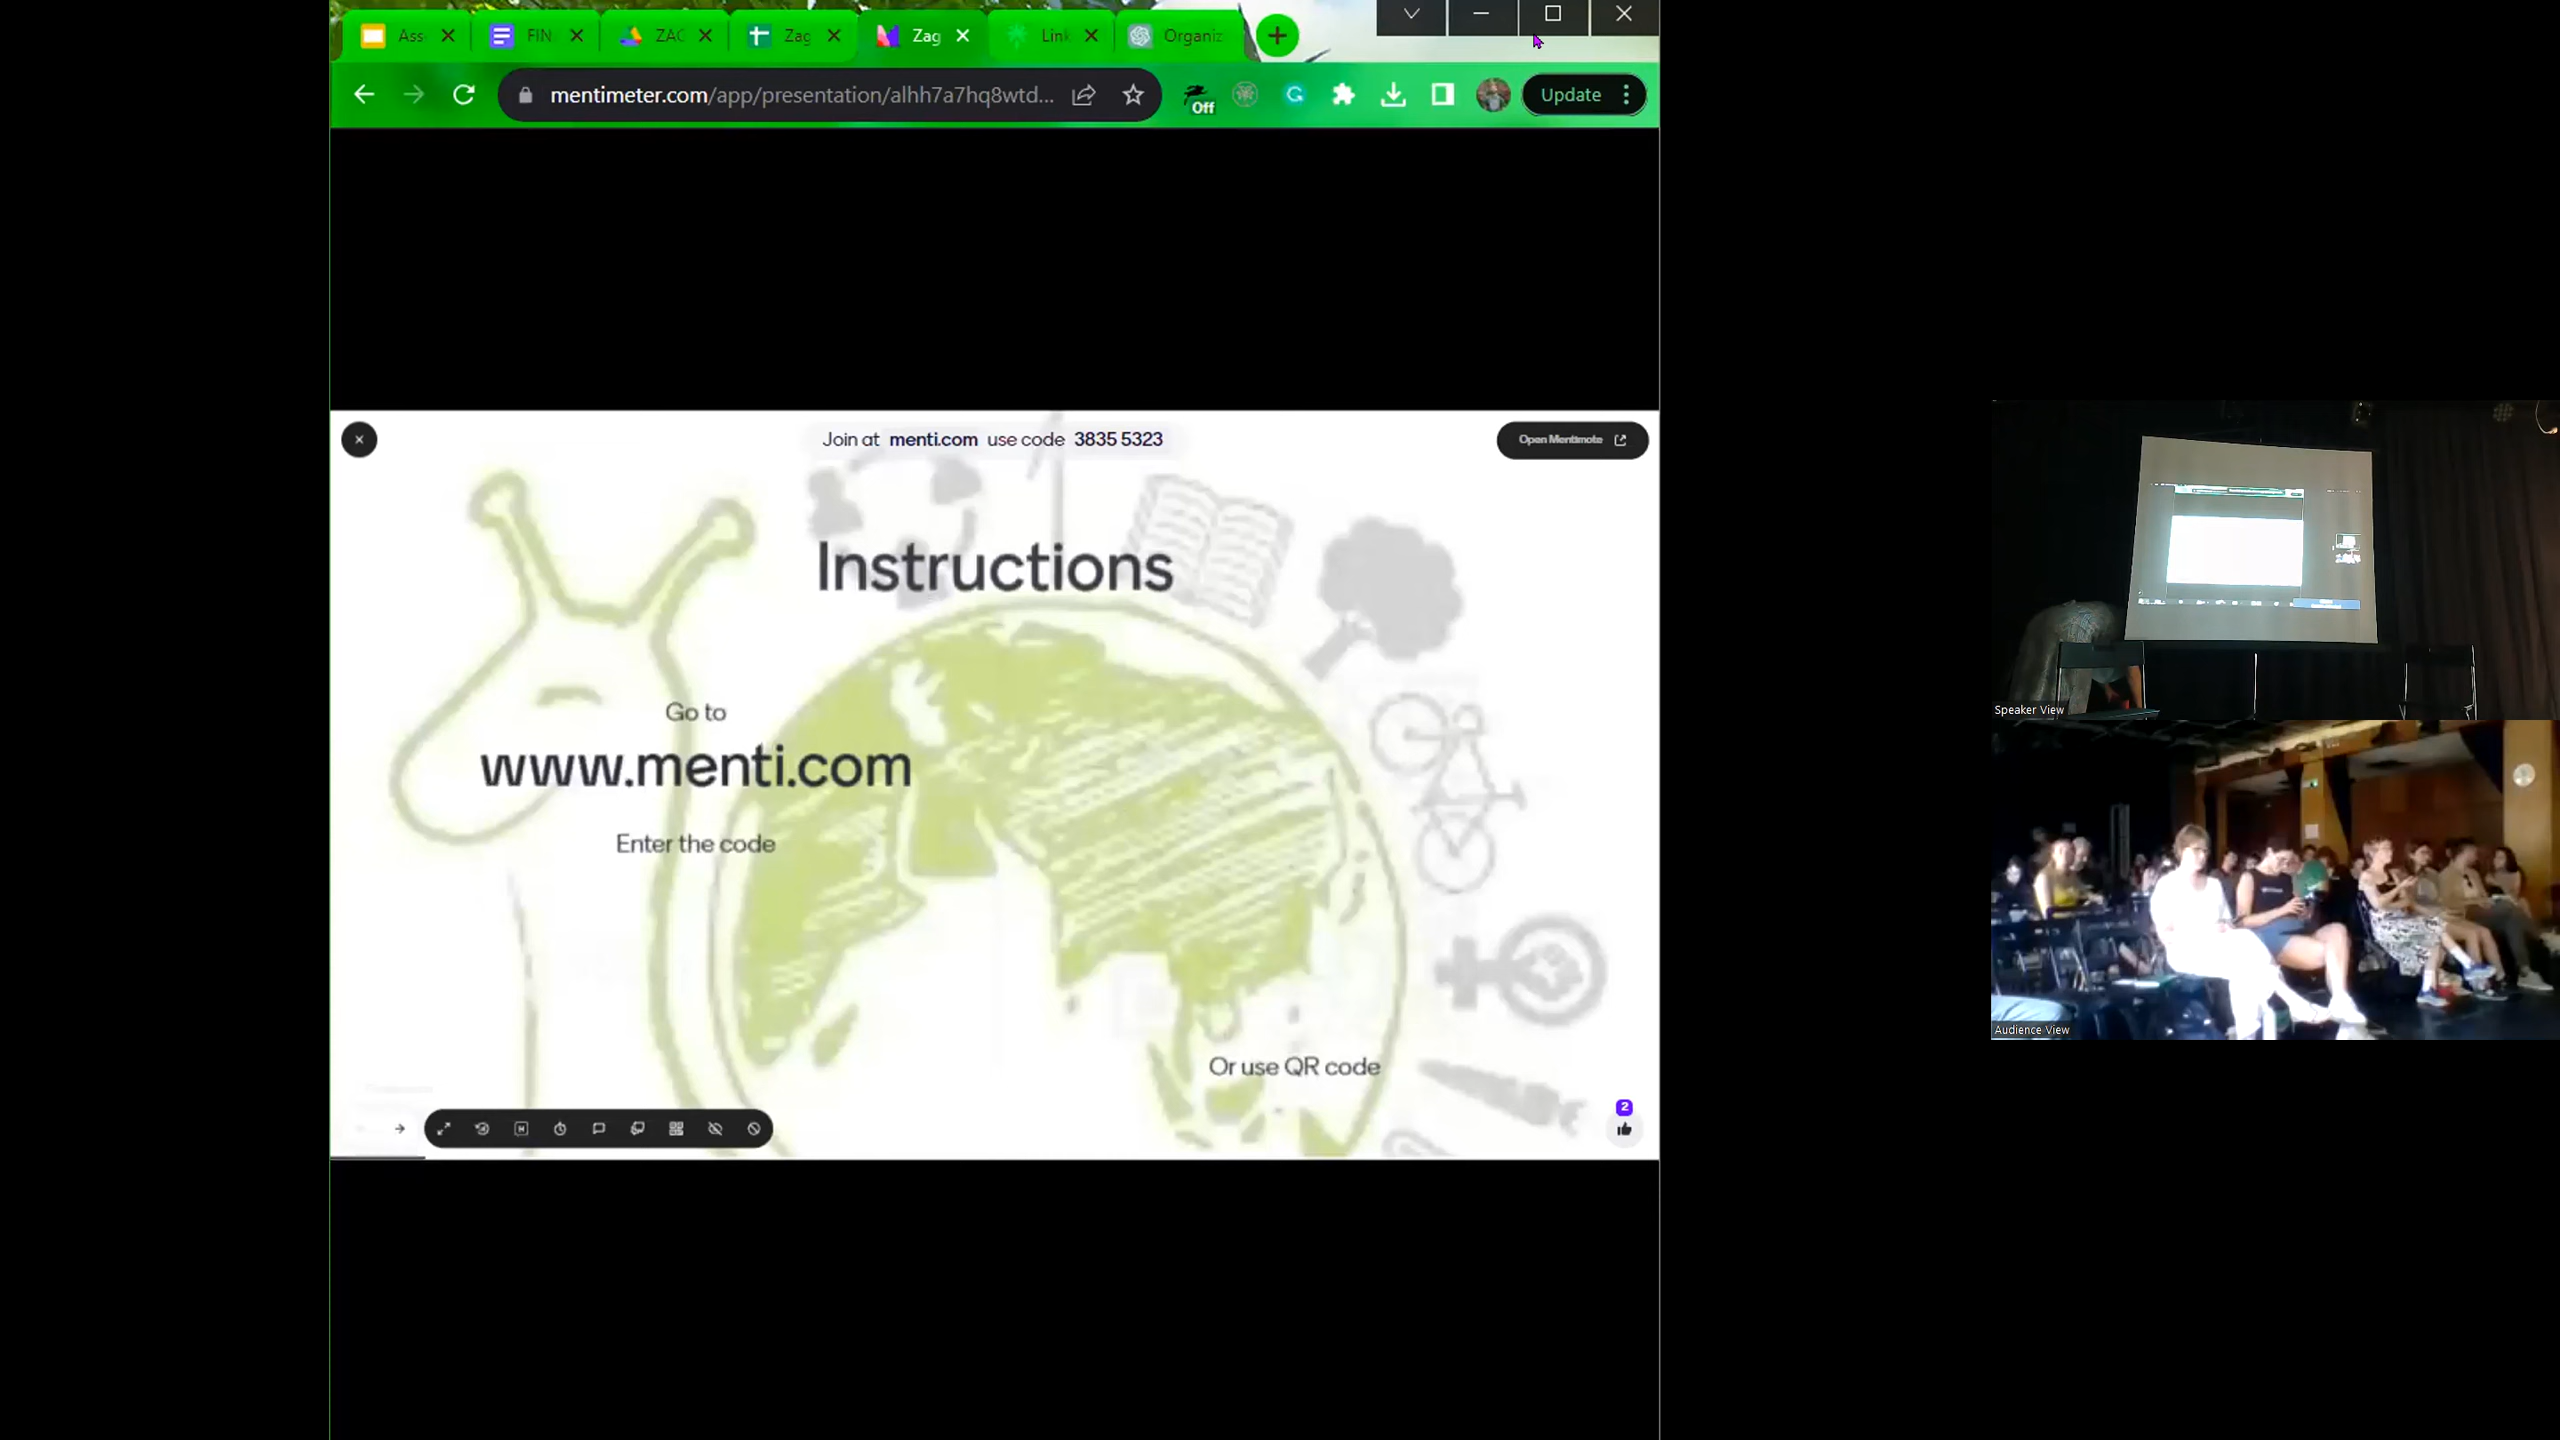 Ass
FIN
ZAG
Zag
Zag
Link
Organiz
mentimeter.com/app/presentation/alhh7a7hq8wtd...
Off
Update
Join at menti.com use code 3835 5323
Open Mentimote
Instructions
Go to
www.menti.com
Enter the code
Or use QR code
2
Speaker View
Audience View